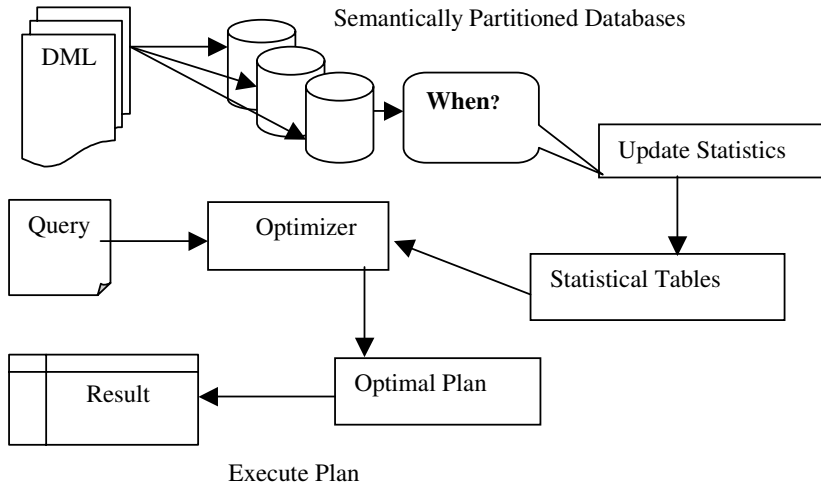 Semantically Partitioned Databases
DML
When?
Update Statistics
Query
Optimizer
Statistical Tables
Result
Optimal Plan
Execute Plan